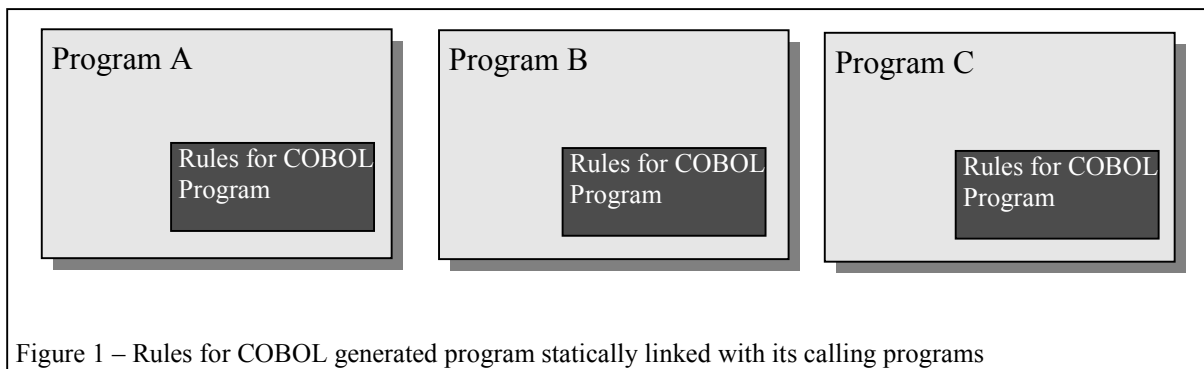 Program A
Rules for COBOL
Program
Program B
Rules for COBOL
Program
Program C
Rules for COBOL
Program
Figure 1 – Rules for COBOL generated program statically linked with its calling programs